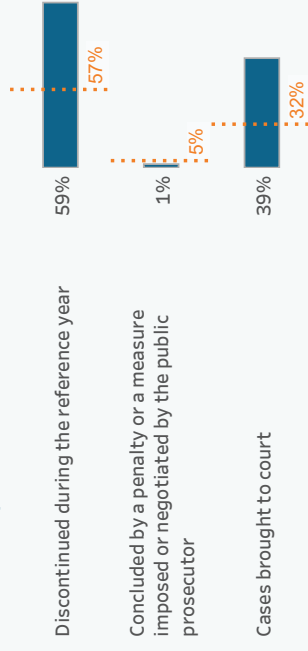 Discontinued during the reference year
59%
57%
Concluded by a penalty or a measure
imposed or negotiated by the public
prosecutor
1%
5%
Cases brought to court
39%
32%